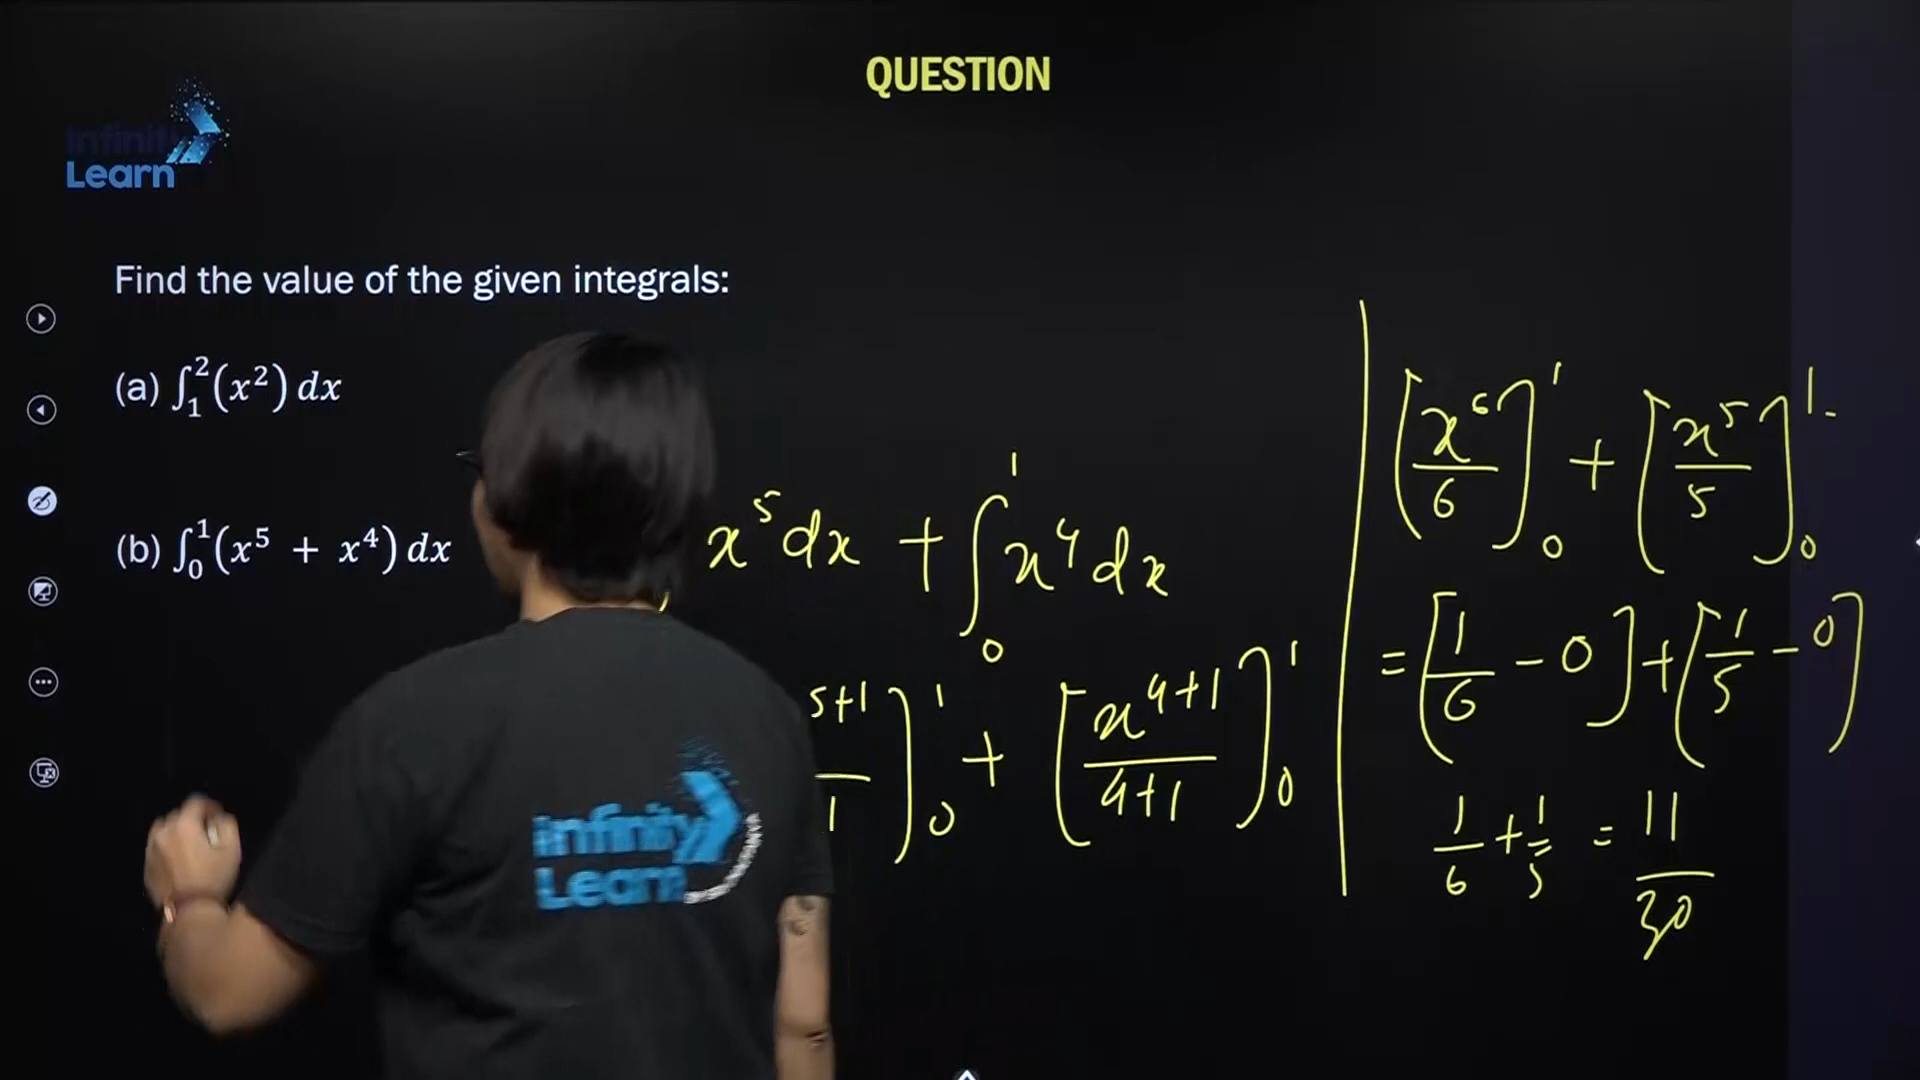 QUESTION
Infinity
Learn
Find the value of the given integrals:
(a) ∫₁²(x²) dx
(b) ∫₀¹(x⁵ + x⁴) dx
x⁵dx + ∫₀¹ x⁴dx
5+1 / 1 ]₀¹ + [x⁴⁺¹ / 4+1]₀¹
[x⁶/6]₀¹ + [x⁵/5]₀¹
= [1/6 - 0] + [1/5 - 0]
1/6 + 1/5 = 11/30
Infinity
Learn